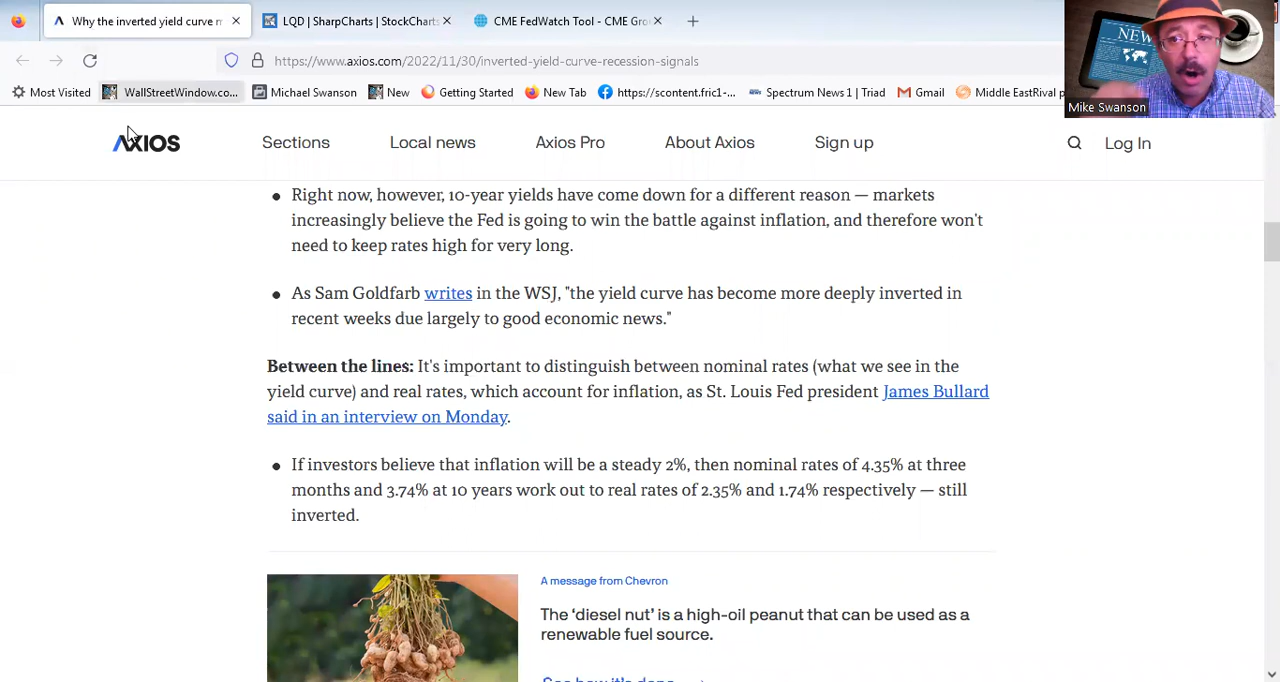 Why the inverted yield curve r
LQD | SharpCharts | StockCharts
CME FedWatch Tool - CME Gro
https://www.axios.com/2022/11/30/inverted-yield-curve-recession-signals
Most Visited
WallStreetWindow.co...
Michael Swanson
New
Getting Started
New Tab
https://scontent.fric1-...
Spectrum News 1 | Triad
Gmail
Middle EastRival p
NEW
Mike Swanson
AXIOS
Sections
Local news
Axios Pro
About Axios
Sign up
Log In
Right now, however, 10-year yields have come down for a different reason — markets
increasingly believe the Fed is going to win the battle against inflation, and therefore won't
need to keep rates high for very long.
As Sam Goldfarb writes in the WSJ, "the yield curve has become more deeply inverted in
recent weeks due largely to good economic news."
Between the lines: It's important to distinguish between nominal rates (what we see in the
yield curve) and real rates, which account for inflation, as St. Louis Fed president James Bullard
said in an interview on Monday.
If investors believe that inflation will be a steady 2%, then nominal rates of 4.35% at three
months and 3.74% at 10 years work out to real rates of 2.35% and 1.74% respectively — still
inverted.
A message from Chevron
The ‘diesel nut’ is a high-oil peanut that can be used as a
renewable fuel source.
See how it's done